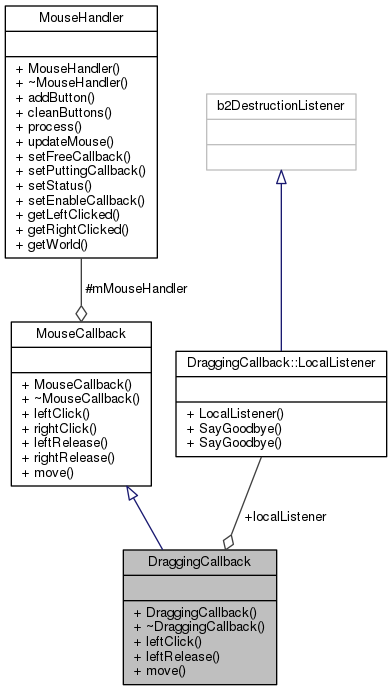 MouseHandler
+ MouseHandler()
+ ~MouseHandler()
+ addButton()
+ cleanButtons()
+ process()
+ updateMouse()
+ setFreeCallback()
+ setPuttingCallback()
+ setStatus()
+ setEnableCallback()
+ getLeftClicked()
+ getRightClicked()
+ getWorld()
b2DestructionListener
#mMouseHandler
MouseCallback
+ MouseCallback()
+ ~MouseCallback()
+ leftClick()
+ rightClick()
+ leftRelease()
+ rightRelease()
+ move()
DraggingCallback::LocalListener
+ LocalListener()
+ SayGoodbye()
+ SayGoodbye()
+localListener
DraggingCallback
+ DraggingCallback()
+ ~DraggingCallback()
+ leftClick()
+ leftRelease()
+ move()